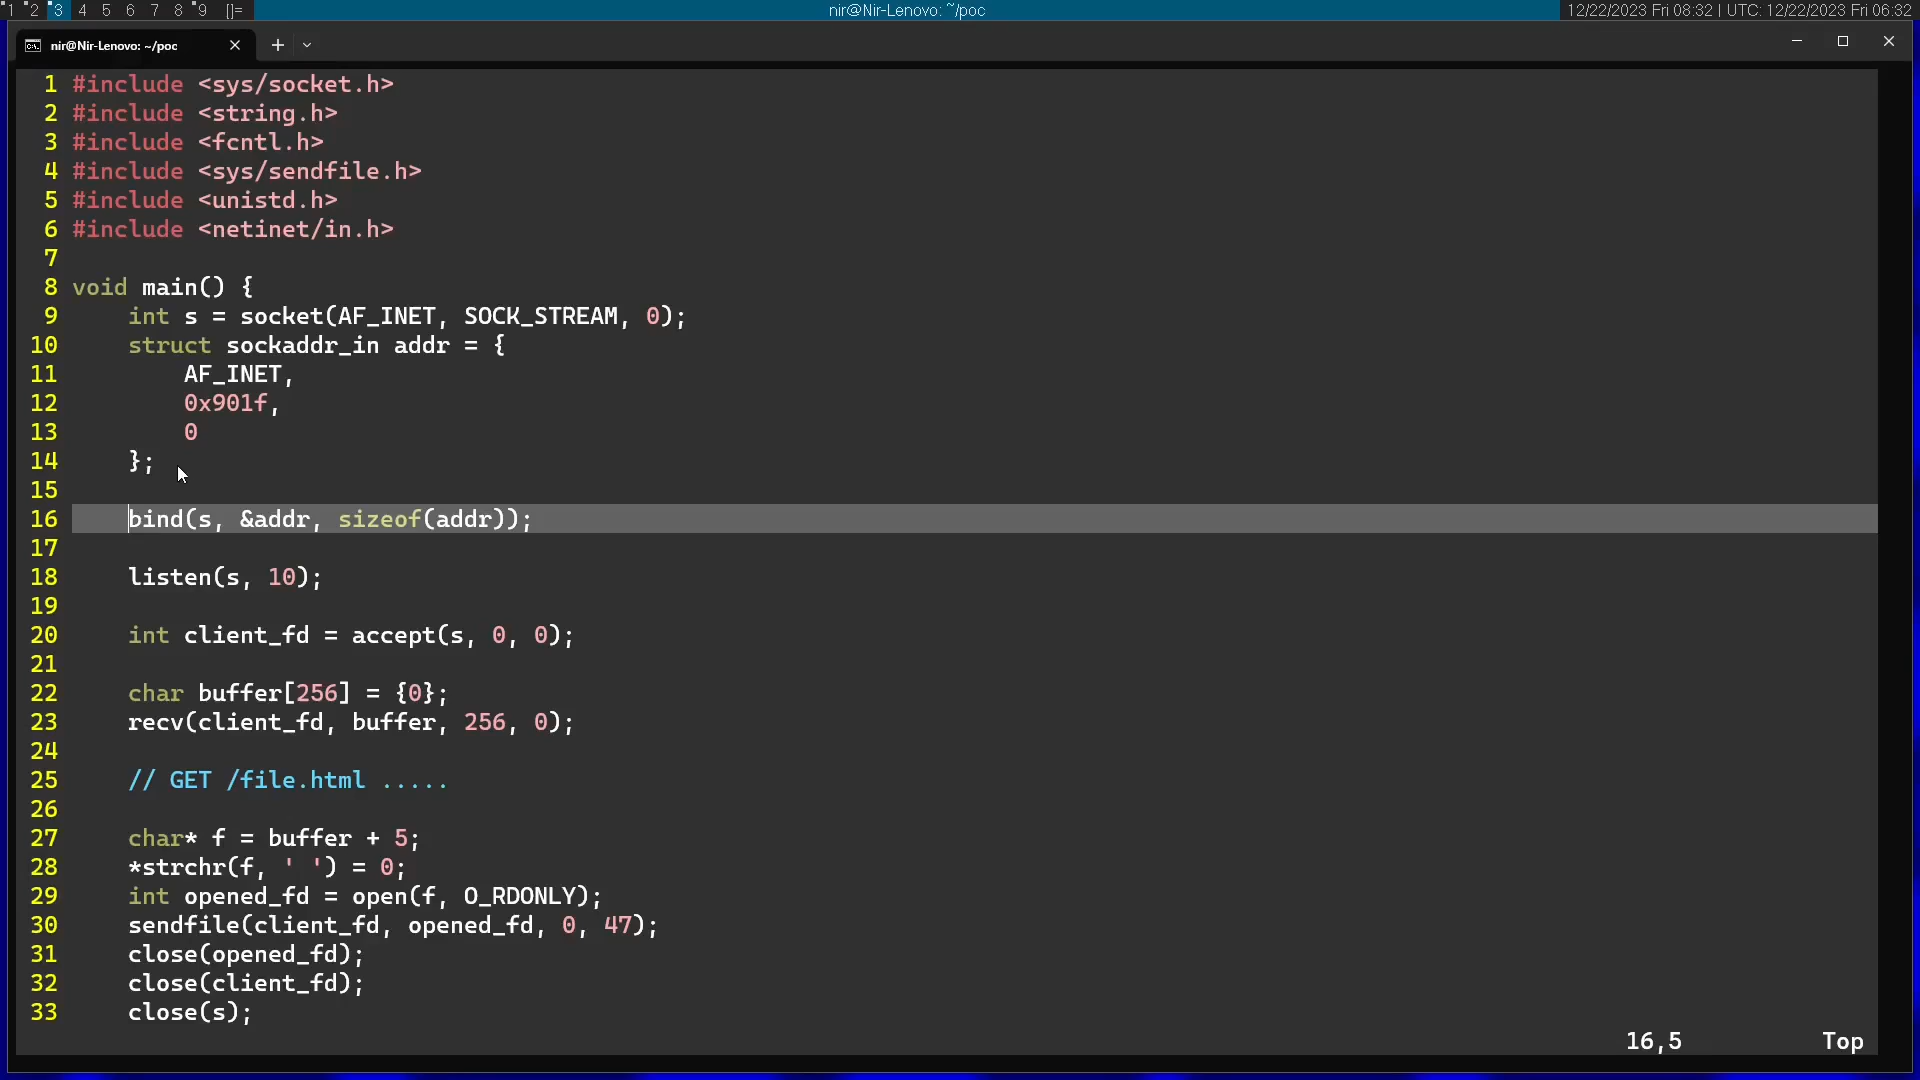 1 2 3 4 5 6 7 8 9 []= nir@Nir-Lenovo: ~/poc 12/22/2023 Fri 08:32 | UTC: 12/22/2023 Fri 06:32
nir@Nir-Lenovo: ~/poc
1 #include <sys/socket.h>
2 #include <string.h>
3 #include <fcntl.h>
4 #include <sys/sendfile.h>
5 #include <unistd.h>
6 #include <netinet/in.h>
7
8 void main() {
9     int s = socket(AF_INET, SOCK_STREAM, 0);
10     struct sockaddr_in addr = {
11         AF_INET,
12         0x901f,
13         0
14     };
15
16     bind(s, &addr, sizeof(addr));
17
18     listen(s, 10);
19
20     int client_fd = accept(s, 0, 0);
21
22     char buffer[256] = {0};
23     recv(client_fd, buffer, 256, 0);
24
25     // GET /file.html .....
26
27     char* f = buffer + 5;
28     *strchr(f, ' ') = 0;
29     int opened_fd = open(f, O_RDONLY);
30     sendfile(client_fd, opened_fd, 0, 47);
31     close(opened_fd);
32     close(client_fd);
33     close(s);
16,5 Top